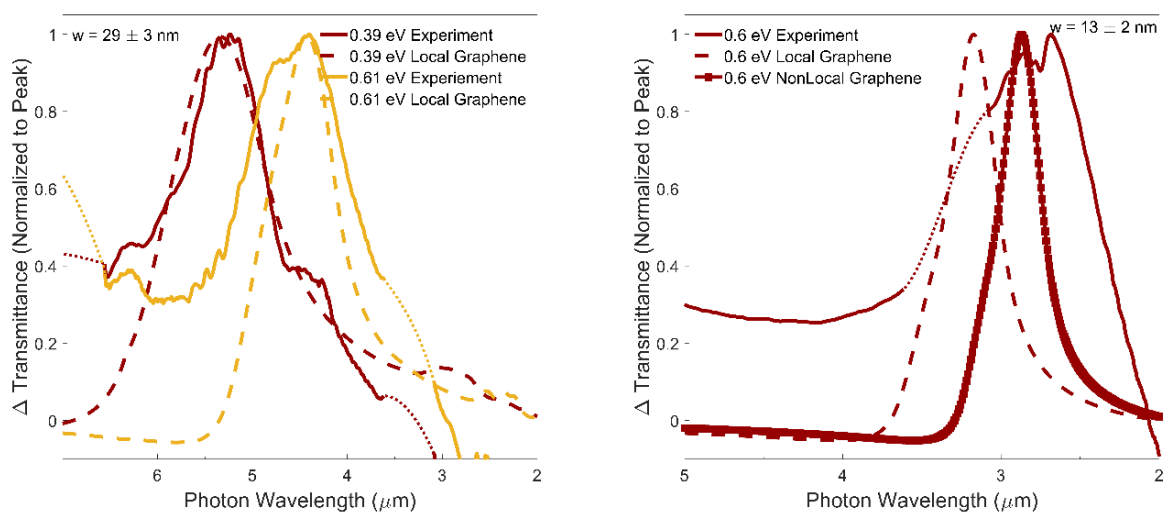 w = 29 ± 3 nm
0.39 eV Experiment
0.39 eV Local Graphene
0.61 eV Experiement
0.61 eV Local Graphene
1
0.8
0.6
0.4
0.2
0
Δ Transmittance (Normalized to Peak)
6 5 4 3 2
Photon Wavelength (μm)
w = 13 ± 2 nm
0.6 eV Experiment
0.6 eV Local Graphene
0.6 eV NonLocal Graphene
1
0.8
0.6
0.4
0.2
0
Δ Transmittance (Normalized to Peak)
5 4 3 2
Photon Wavelength (μm)